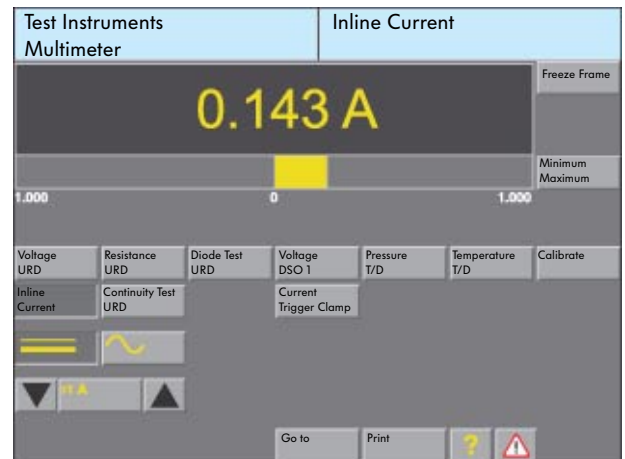 Test Instruments
Multimeter
Inline Current
0.143 A
Freeze Frame
Minimum
Maximum
1.000 0 1.000
Voltage
URD
Resistance
URD
Diode Test
URD
Voltage
DSO 1
Pressure
T/D
Temperature
T/D
Calibrate
Inline
Current
Continuity Test
URD
Current
Trigger Clamp
Go to
Print
?